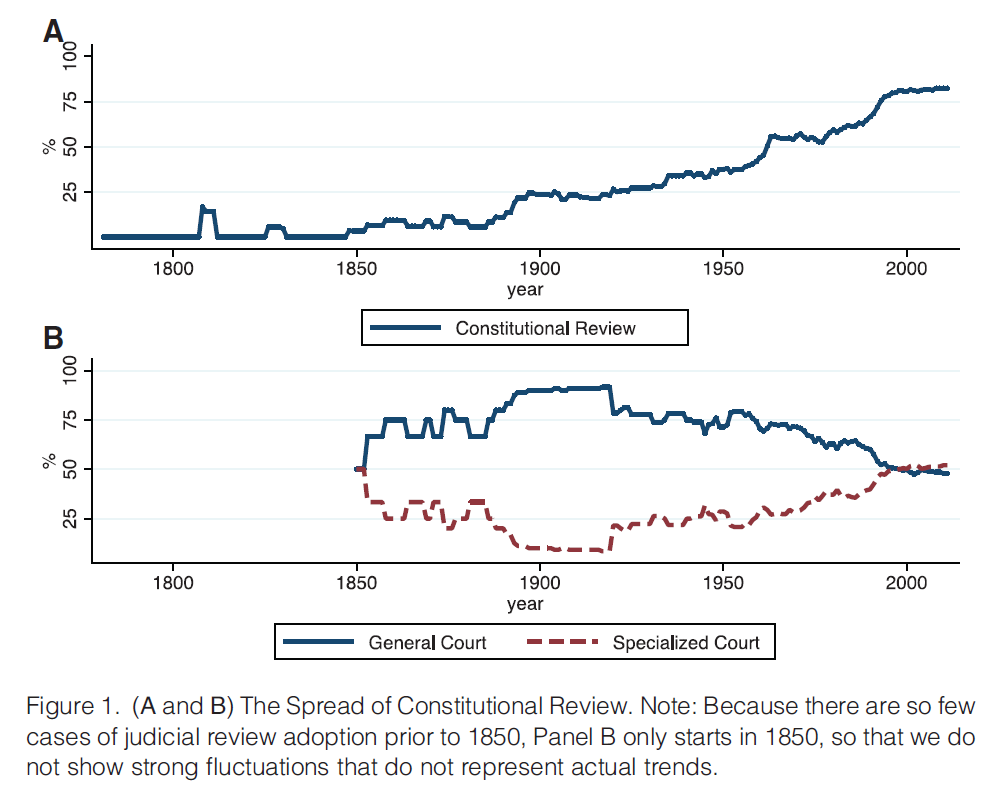 A
100
75
50
25
%
1800 1850 1900 1950 2000
year
Constitutional Review
B
100
75
50
25
%
1800 1850 1900 1950 2000
year
General Court Specialized Court
Figure 1. (A and B) The Spread of Constitutional Review. Note: Because there are so few
cases of judicial review adoption prior to 1850, Panel B only starts in 1850, so that we do
not show strong fluctuations that do not represent actual trends.